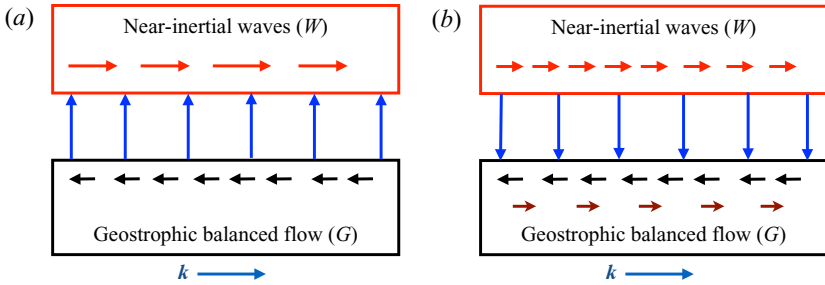 (a)
Near-inertial waves (W)
Geostrophic balanced flow (G)
k
(b)
Near-inertial waves (W)
Geostrophic balanced flow (G)
k